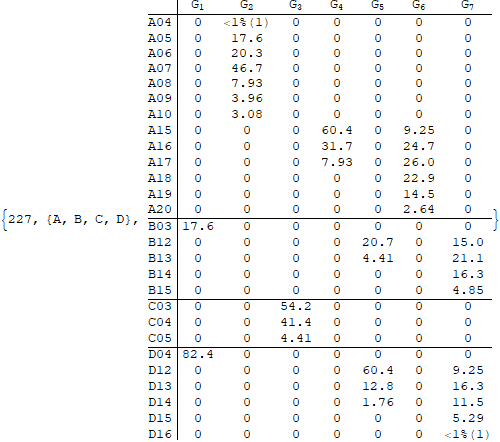 G1 G2 G3 G4 G5 G6 G7
A04 0 <1%(1) 0 0 0 0 0
A05 0 17.6 0 0 0 0 0
A06 0 20.3 0 0 0 0 0
A07 0 46.7 0 0 0 0 0
A08 0 7.93 0 0 0 0 0
A09 0 3.96 0 0 0 0 0
A10 0 3.08 0 0 0 0 0
A15 0 0 0 60.4 0 9.25 0
A16 0 0 0 31.7 0 24.7 0
A17 0 0 0 7.93 0 26.0 0
A18 0 0 0 0 0 22.9 0
A19 0 0 0 0 0 14.5 0
A20 0 0 0 0 0 2.64 0
{227, {A, B, C, D}, B03 17.6 0 0 0 0 0 0 }
B12 0 0 0 0 20.7 0 15.0
B13 0 0 0 0 4.41 0 21.1
B14 0 0 0 0 0 0 16.3
B15 0 0 0 0 0 0 4.85
C03 0 0 54.2 0 0 0 0
C04 0 0 41.4 0 0 0 0
C05 0 0 4.41 0 0 0 0
D04 82.4 0 0 0 0 0 0
D12 0 0 0 0 60.4 0 9.25
D13 0 0 0 0 12.8 0 16.3
D14 0 0 0 0 1.76 0 11.5
D15 0 0 0 0 0 0 5.29
D16 0 0 0 0 0 0 <1%(1)